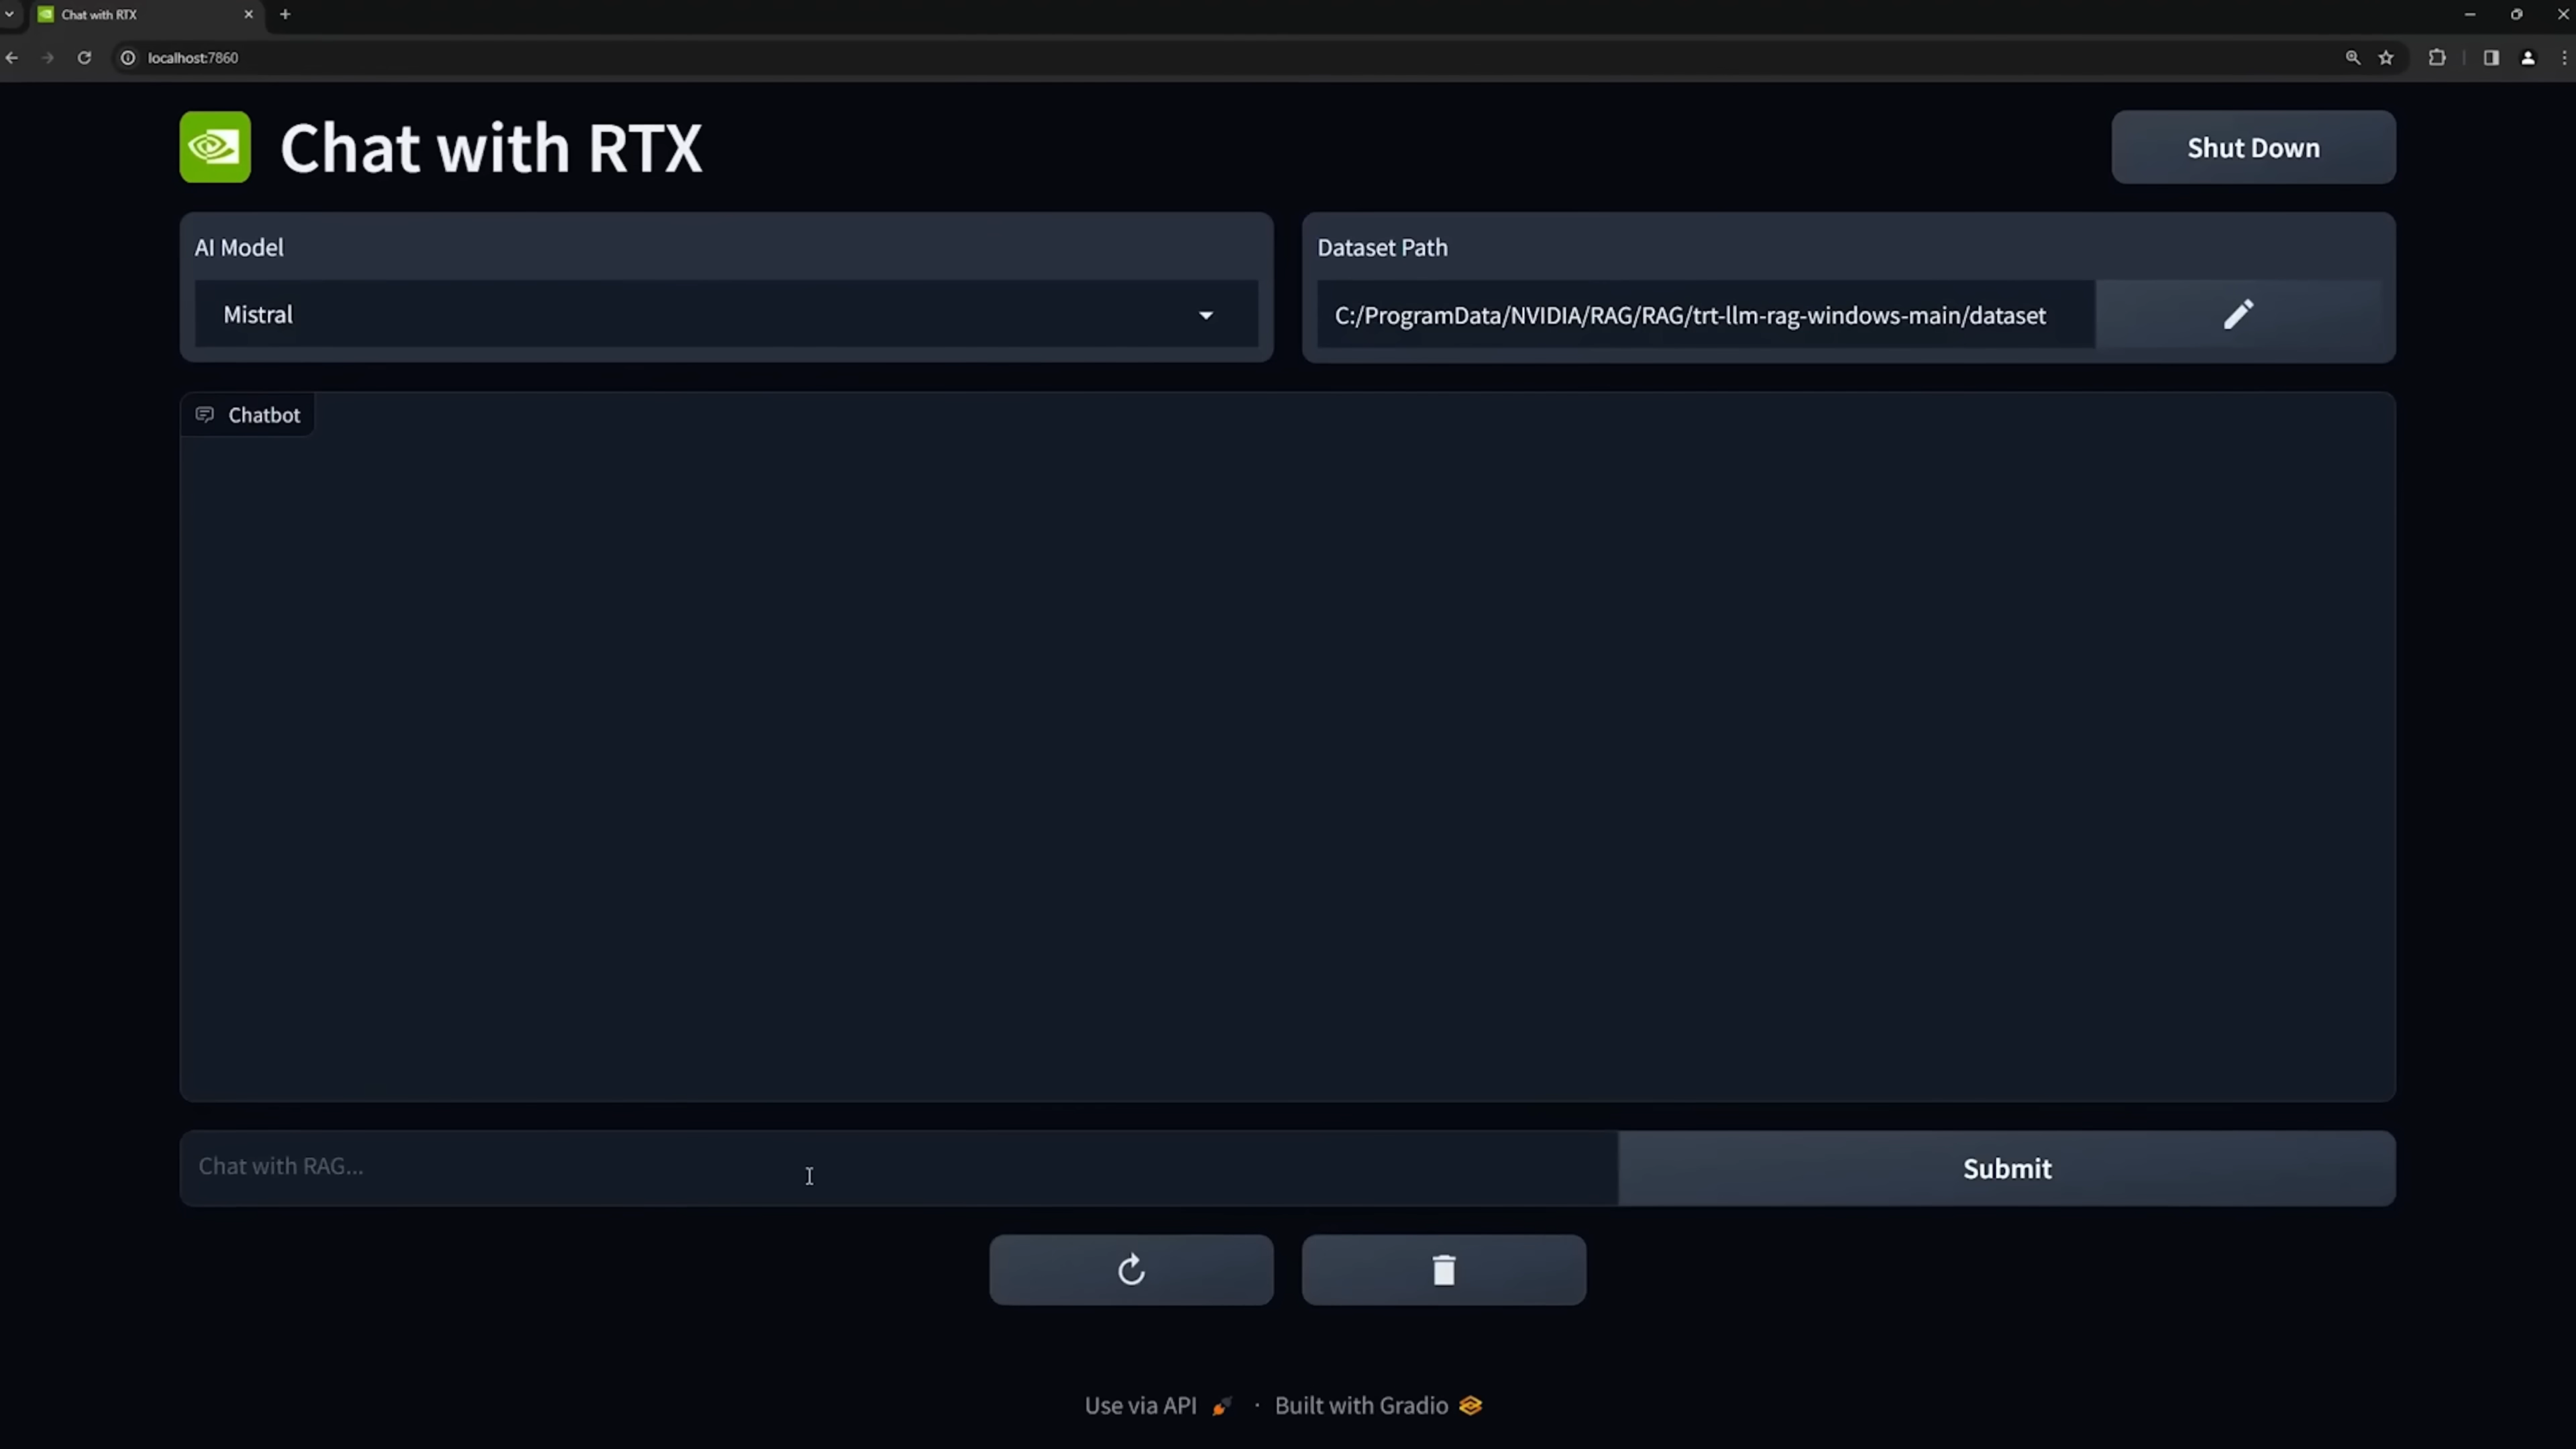 Chat with RTX
localhost:7860
Chat with RTX
Shut Down
AI Model
Dataset Path
Mistral
C:/ProgramData/NVIDIA/RAG/RAG/trt-llm-rag-windows-main/dataset
Chatbot
Chat with RAG...
Submit
Use via API · Built with Gradio